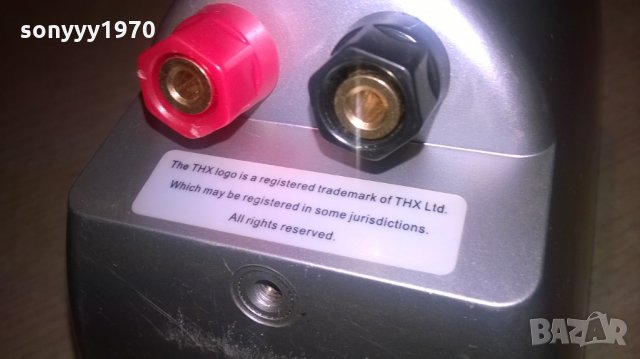 sonyyy1970
The THX logo is a registered trademark of THX Ltd.
Which may be registered in some jurisdictions.
All rights reserved.
BAZAR